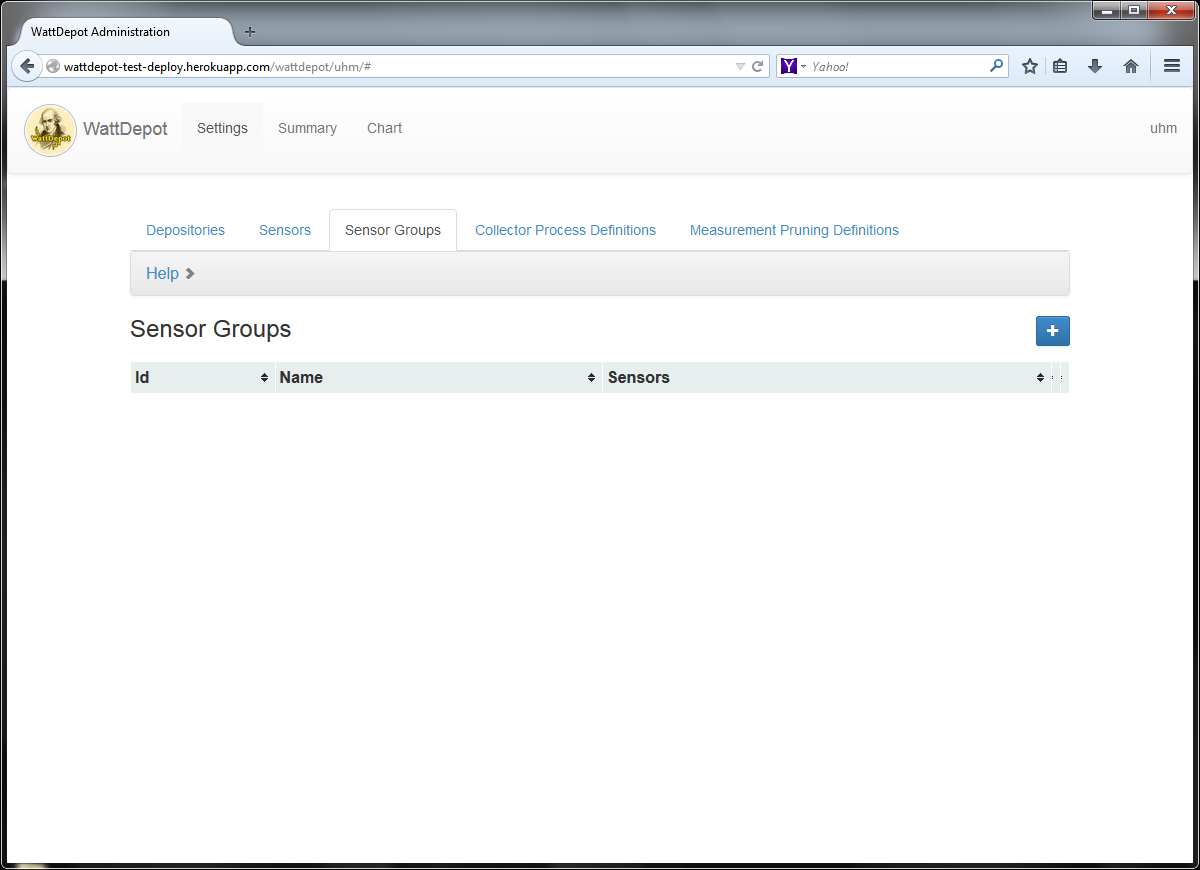 WattDepot Administration
wattdepot-test-deploy.herokuapp.com/wattdepot/uhm/#
Y Yahoo!
WattDepot WattDepot Settings Summary Chart uhm
Depositories Sensors Sensor Groups Collector Process Definitions Measurement Pruning Definitions
Help
Sensor Groups
Id Name Sensors